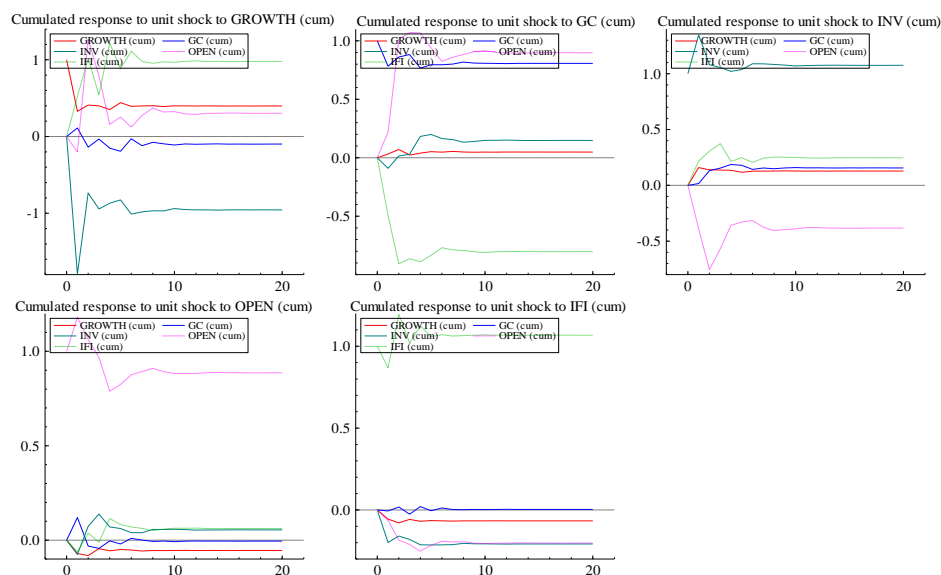 Cumulated response to unit shock to GROWTH (cum)
GROWTH (cum) GC (cum)
INV (cum) OPEN (cum)
IFI (cum)
1
0
-1
0 10 20
Cumulated response to unit shock to GC (cum)
GROWTH (cum) GC (cum)
INV (cum) OPEN (cum)
IFI (cum)
1.0
0.5
0.0
-0.5
0 10 20
Cumulated response to unit shock to INV (cum)
GROWTH (cum) GC (cum)
INV (cum) OPEN (cum)
IFI (cum)
1.0
0.5
0.0
-0.5
0 10 20
Cumulated response to unit shock to OPEN (cum)
GROWTH (cum) GC (cum)
INV (cum) OPEN (cum)
IFI (cum)
1.0
0.5
0.0
0 10 20
Cumulated response to unit shock to IFI (cum)
GROWTH (cum) GC (cum)
INV (cum) OPEN (cum)
IFI (cum)
1.0
0.5
0.0
0 10 20